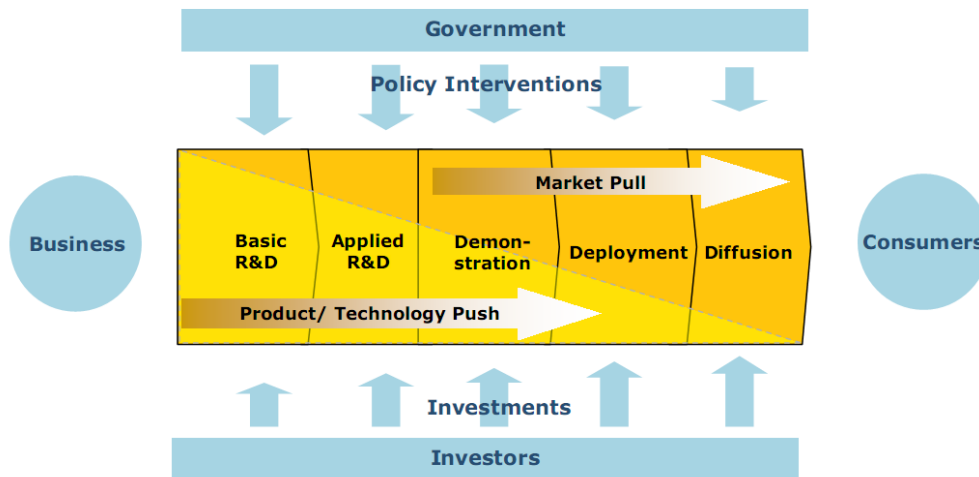 Government
Policy Interventions
Market Pull
Business
Consumers
Basic
R&D
Applied
R&D
Demon-
stration
Deployment
Diffusion
Product/ Technology Push
Investments
Investors